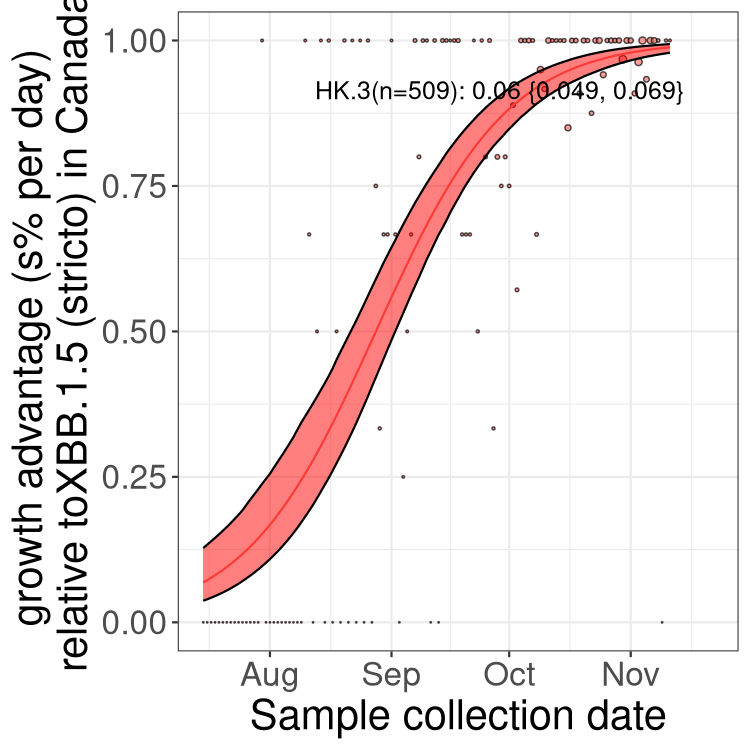 growth advantage (s% per day)
relative toXBB.1.5 (stricto) in Canada
1.00
0.75
0.50
0.25
0.00
HK.3(n=509): 0.06 {0.049, 0.069}
Aug Sep Oct Nov
Sample collection date